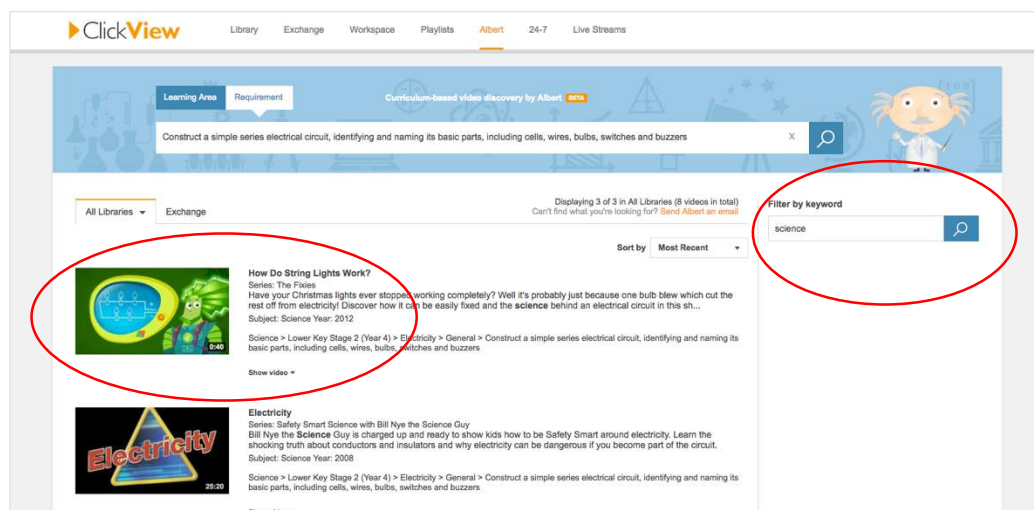 ClickView
Library Exchange Workspace Playlists Albert 24-7 Live Streams
Learning Area Requirement
Curriculum-based video discovery by Albert BETA
Construct a simple series electrical circuit, identifying and naming its basic parts, including cells, wires, bulbs, switches and buzzers X
All Libraries Exchange
Displaying 3 of 3 in All Libraries (8 videos in total)
Can't find what you're looking for? Send Albert an email
Filter by keyword
science
Sort by Most Recent
How Do String Lights Work?
Series: The Fixies
Have your Christmas lights ever stopped working completely? Well it's probably just because one bulb blew which cut the
rest off from electricity! Discover how it can be easily fixed and the science behind an electrical circuit in this sh...
Subject: Science Year: 2012
0:40
Science > Lower Key Stage 2 (Year 4) > Electricity > General > Construct a simple series electrical circuit, identifying and naming its
basic parts, including cells, wires, bulbs, switches and buzzers
Show video
Electricity
Electricity
Series: Safety Smart Science with Bill Nye the Science Guy
Bill Nye the Science Guy is charged up and ready to show kids how to be Safety Smart around electricity. Learn the
shocking truth about conductors and insulators and why electricity can be dangerous if you become part of the circuit.
Subject: Science Year: 2008
25:20
Science > Lower Key Stage 2 (Year 4) > Electricity > General > Construct a simple series electrical circuit, identifying and naming its
basic parts, including cells, wires, bulbs, switches and buzzers